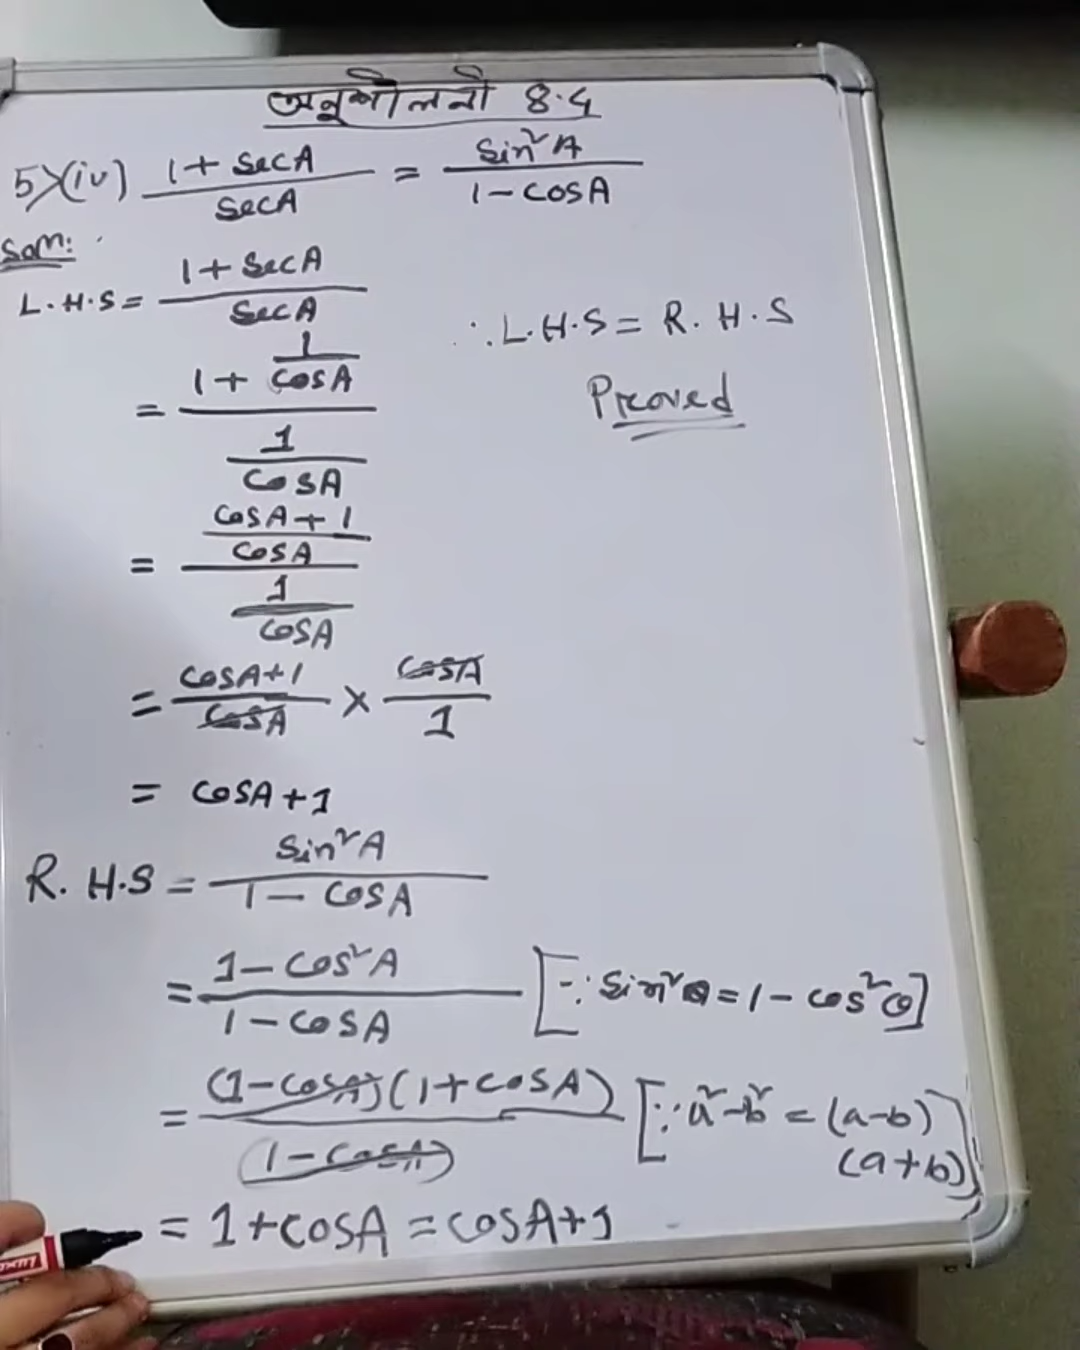 অনুশীলনী 8.4
5>(iv) 1 + secA / secA = sin²A / 1 - cosA
Soln:
L.H.S = 1 + secA / secA
= 1 + 1/cosA / 1/cosA
= cosA + 1 / cosA / 1 / cosA
= cosA+1 / cosA × cosA / 1
= cosA + 1
R.H.S = sin²A / 1 - cosA
= 1 - cos²A / 1 - cosA [∵ sin²θ = 1 - cos²θ]
= (1-cosA)(1+cosA) / (1-cosA) [∵ a²-b² = (a-b)
(a+b)]
= 1+cosA = cosA+1
∴ L.H.S = R.H.S
Proved